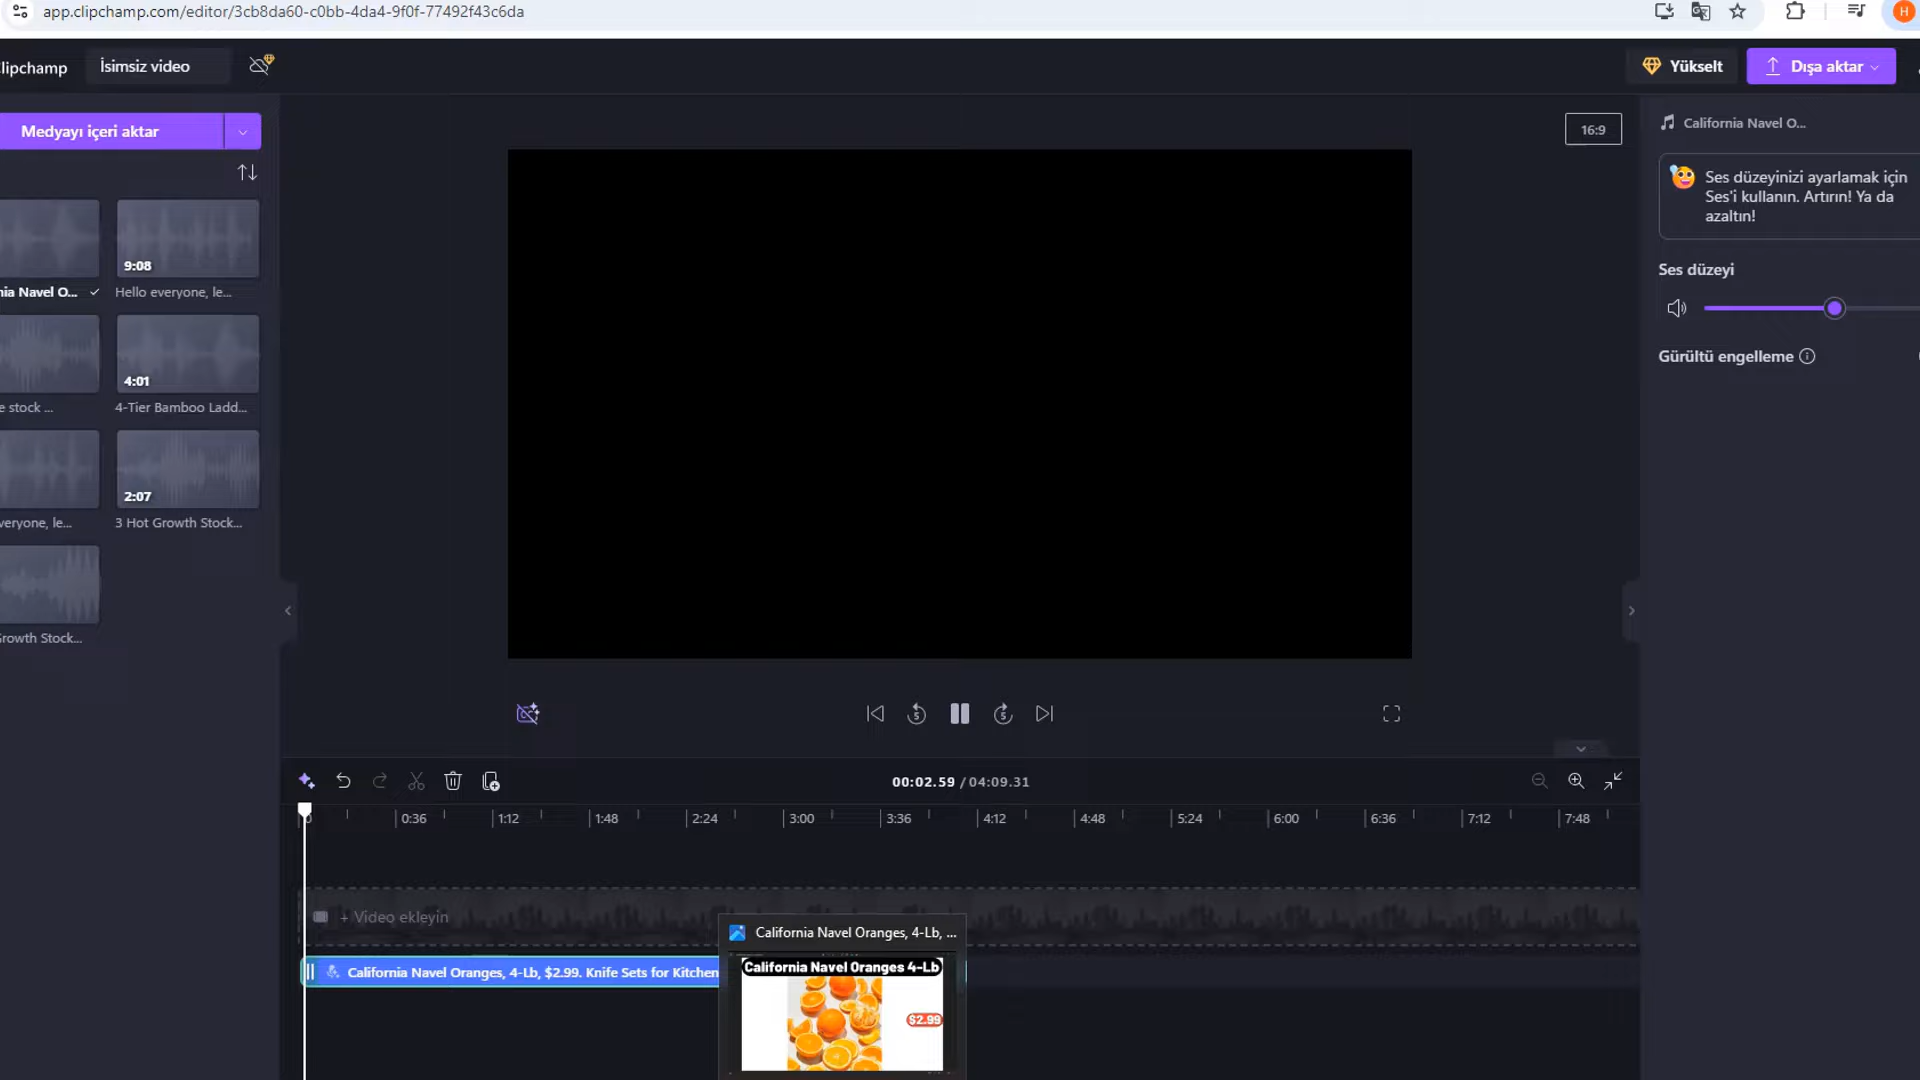 app.clipchamp.com/editor/3cb8da60-c0bb-4da4-9f0f-77492f43c6da
H
lipchamp
İsimsiz video
Yükselt
Dışa aktar
Medyayı içeri aktar
16:9
California Navel O...
Ses düzeyinizi ayarlamak için
Ses'i kullanın. Artırın! Ya da
azaltın!
Ses düzeyi
Gürültü engelleme
9:08
nia Navel O...
Hello everyone, le...
4:01
e stock ...
4-Tier Bamboo Ladd...
2:07
veryone, le...
3 Hot Growth Stock...
Growth Stock...
5
5
00:02.59 / 04:09.31
0 0:36 1:12 1:48 2:24 3:00 3:36 4:12 4:48 5:24 6:00 6:36 7:12 7:48
+ Video ekleyin
California Navel Oranges, 4-Lb, $2.99. Knife Sets for Kitchen
California Navel Oranges, 4-Lb, ...
California Navel Oranges 4-Lb
$2.99